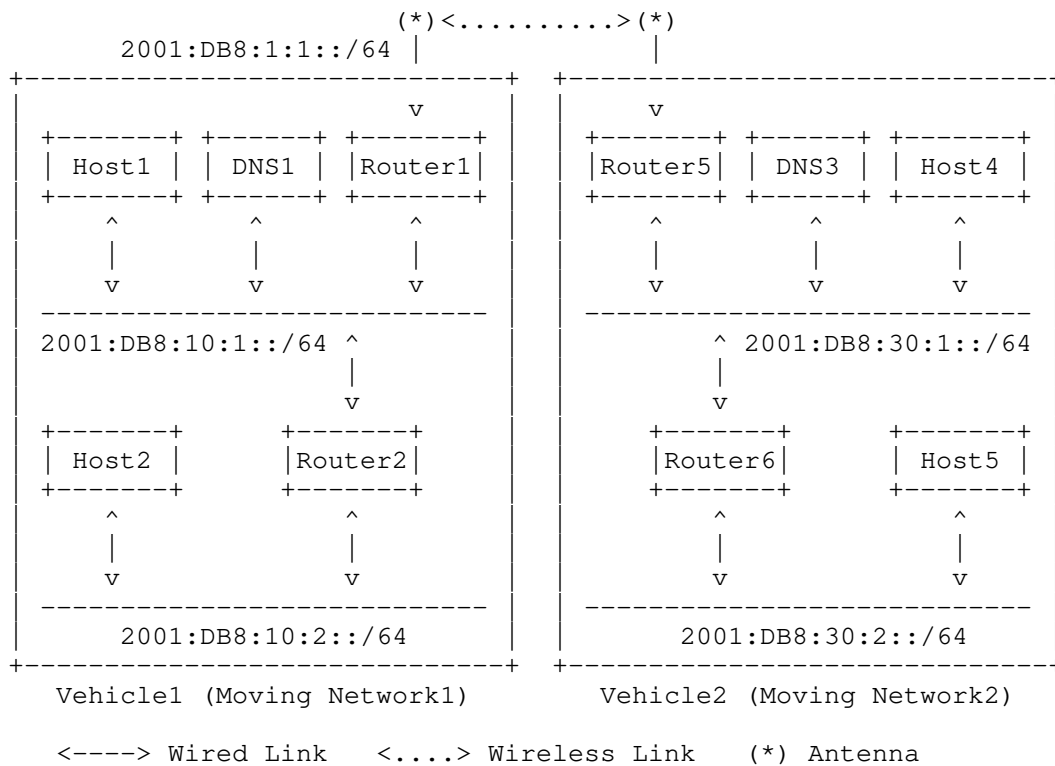 (*)<..........>(*)
2001:DB8:1:1::/64
Host1 DNS1 Router1 Router5 DNS3 Host4
2001:DB8:10:1::/64 2001:DB8:30:1::/64
Host2 Router2 Router6 Host5
2001:DB8:10:2::/64 2001:DB8:30:2::/64
Vehicle1 (Moving Network1) Vehicle2 (Moving Network2)
<----> Wired Link <....> Wireless Link (*) Antenna